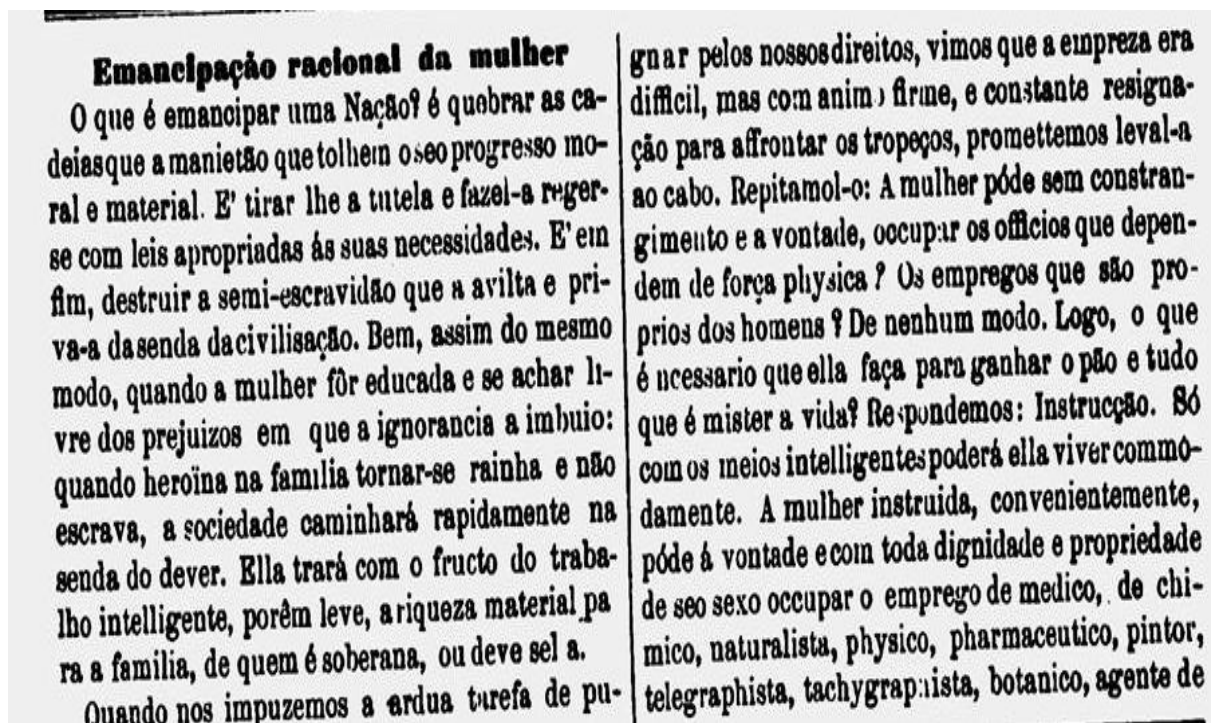 Emancipação racional da mulher
O que é emancipar uma Nação? é quebrar as ca-
deias que a manietão que tolhem o seo progresso mo-
ral e material. E' tirar lhe a tutela e fazel-a reger-
se com leis apropriadas ás suas necessidades. E' em
fim, destruir a semi-escravidão que a avilta e pri-
va-a da senda da civilisação. Bem, assim do mesmo
modo, quando a mulher fôr educada e se achar li-
vre dos prejuizos em que a ignorancia a imbuio:
quando heroïna na familia tornar-se rainha e não
escrava, a sociedade caminhará rapidamente na
senda do dever. Ella trará com o fructo do traba-
lho intelligente, porêm leve, a riqueza material pa
ra a familia, de quem é soberana, ou deve sel a.
Quando nos impuzemos a ardua tarefa de pu-
gnar pelos nossos direitos, vimos que a empreza era
difficil, mas com animo firme, e constante resigna-
ção para affrontar os tropeços, promettemos leval-a
ao cabo. Repitamol-o: A mulher póde sem constran-
gimento e a vontade, occupar os officios que depen-
dem de força physica? Os empregos que são pro-
prios dos homens? De nenhum modo. Logo, o que
é ncessario que ella faça para ganhar o pão e tudo
que é mister a vida? Respondemos: Instrucção. Só
com os meios intelligentes poderá ella viver commo-
damente. A mulher instruida, convenientemente,
póde á vontade e com toda dignidade e propriedade
de seo sexo occupar o emprego de medico, de chi-
mico, naturalista, physico, pharmaceutico, pintor,
telegraphista, tachygraphista, botanico, agente de